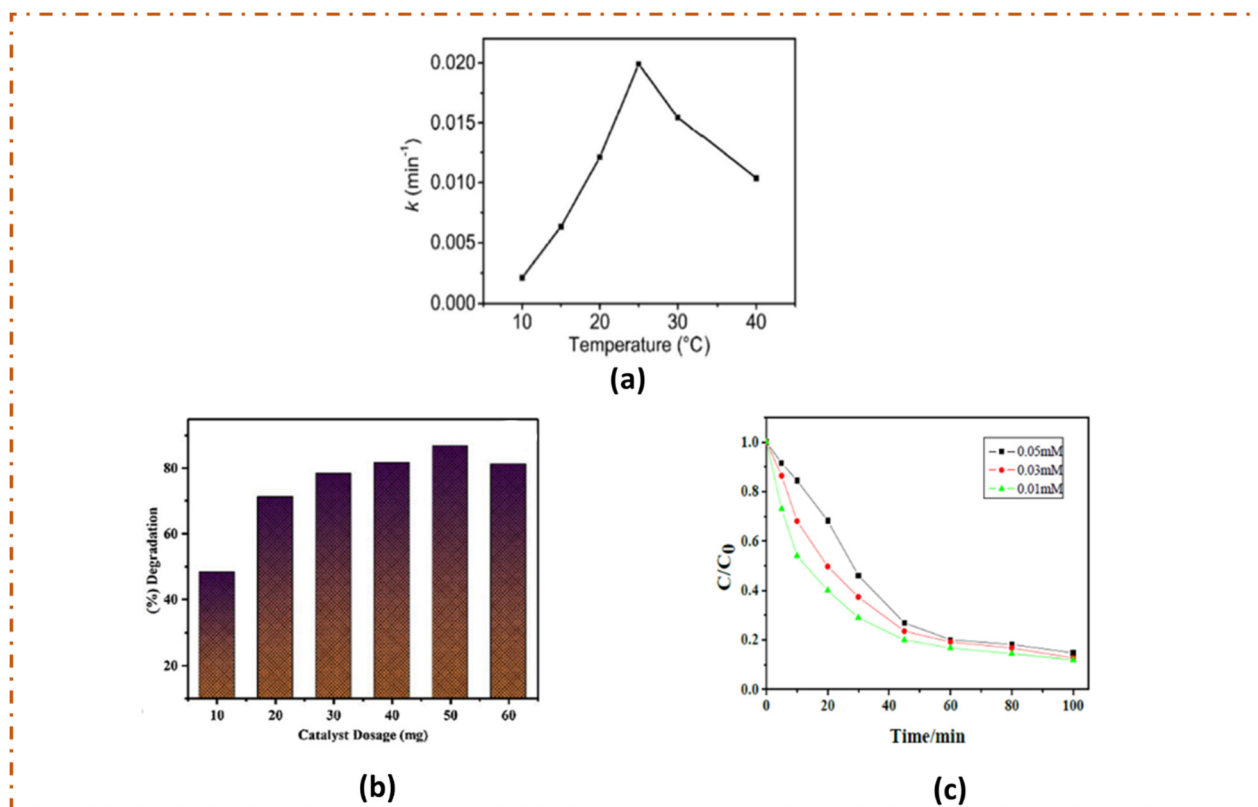 0.020
0.015
0.010
0.005
0.000
k (min⁻¹)
10 20 30 40
Temperature (°C)
(a)
80
60
40
20
(%) Degradation
10 20 30 40 50 60
Catalyst Dosage (mg)
(b)
1.0
0.8
0.6
0.4
0.2
0.0
C/C₀
0.05mM
0.03mM
0.01mM
0 20 40 60 80 100
Time/min
(c)